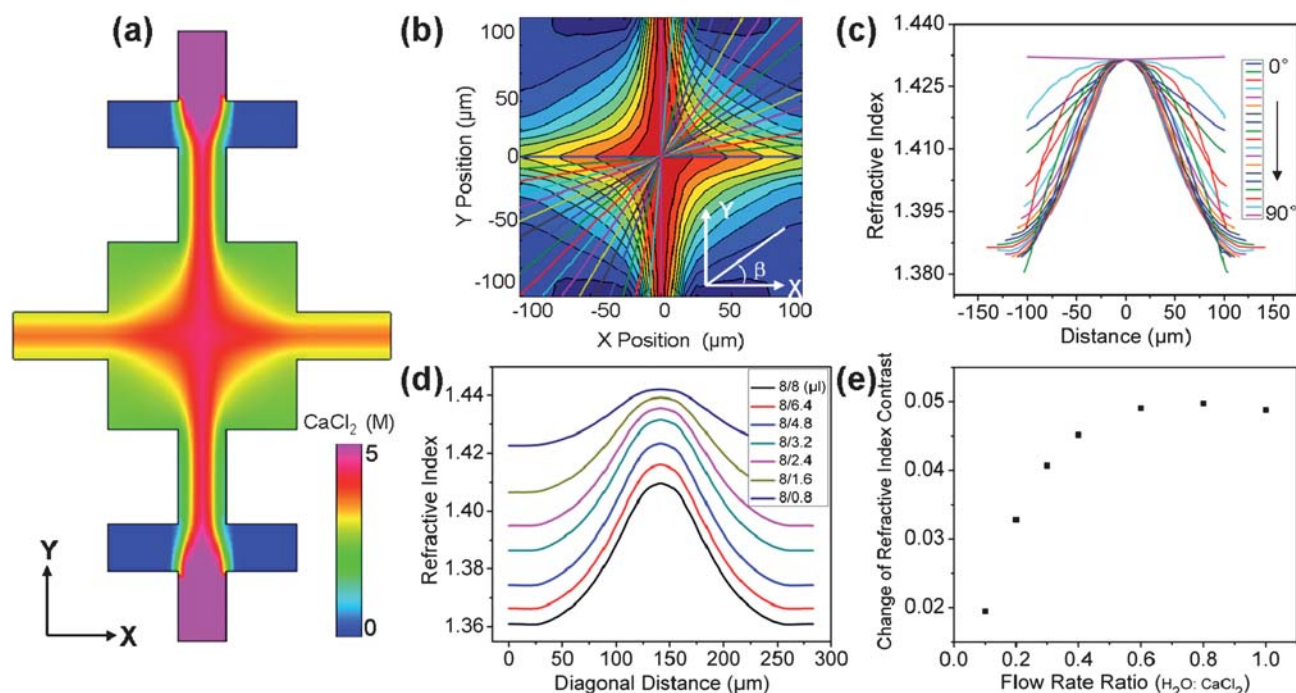 (a)
CaCl2 (M)
5
0
Y
X
(b)
100
50
0
-50
-100
Y Position (µm)
-100 -50 0 50 100
X Position (µm)
Y
β
X
(c)
1.440
1.425
1.410
1.395
1.380
Refractive Index
0°
90°
-150 -100 -50 0 50 100 150
Distance (µm)
(d)
1.44
1.42
1.40
1.38
1.36
Refractive Index
8/8 (µl)
8/6.4
8/4.8
8/3.2
8/2.4
8/1.6
8/0.8
0 50 100 150 200 250 300
Diagonal Distance (µm)
(e)
0.05
0.04
0.03
0.02
Change of Refractive Index Contrast
0.0 0.2 0.4 0.6 0.8 1.0
Flow Rate Ratio (H2O: CaCl2)